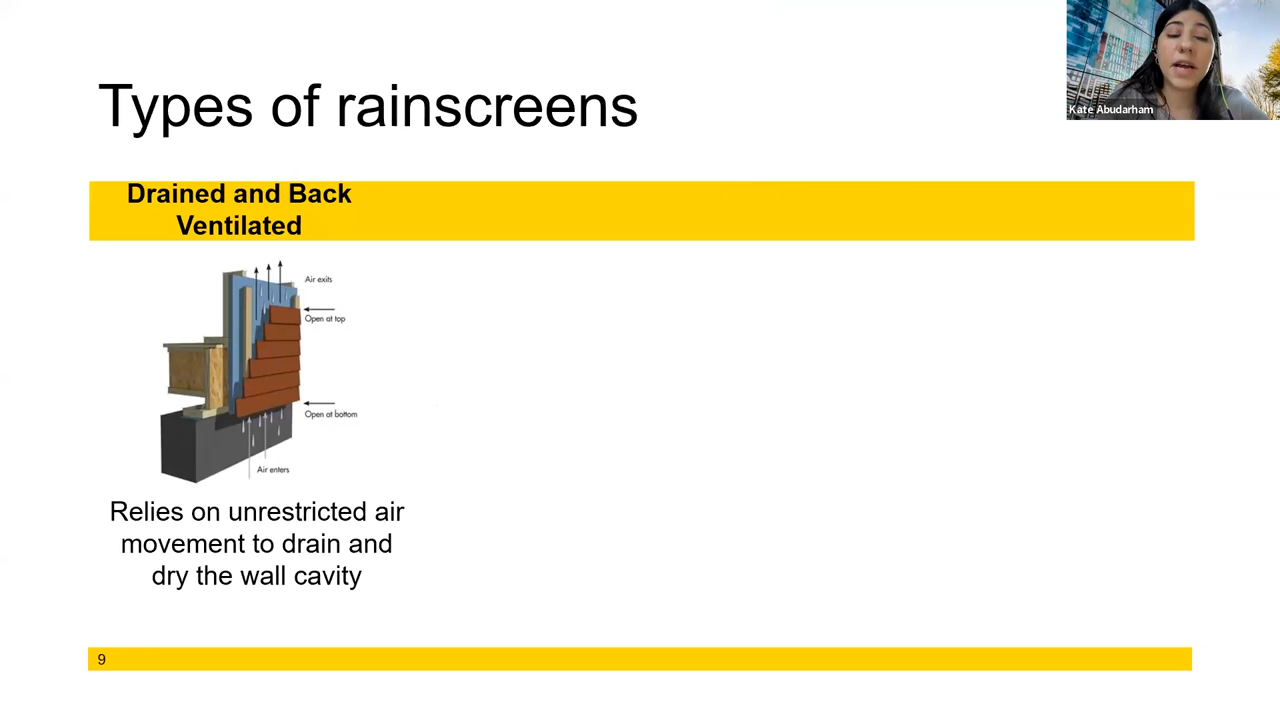 Kate Abudarham
Types of rainscreens
Drained and Back
Ventilated
Air exits
Open at top
Open at bottom
Air enters
Relies on unrestricted air
movement to drain and
dry the wall cavity
9